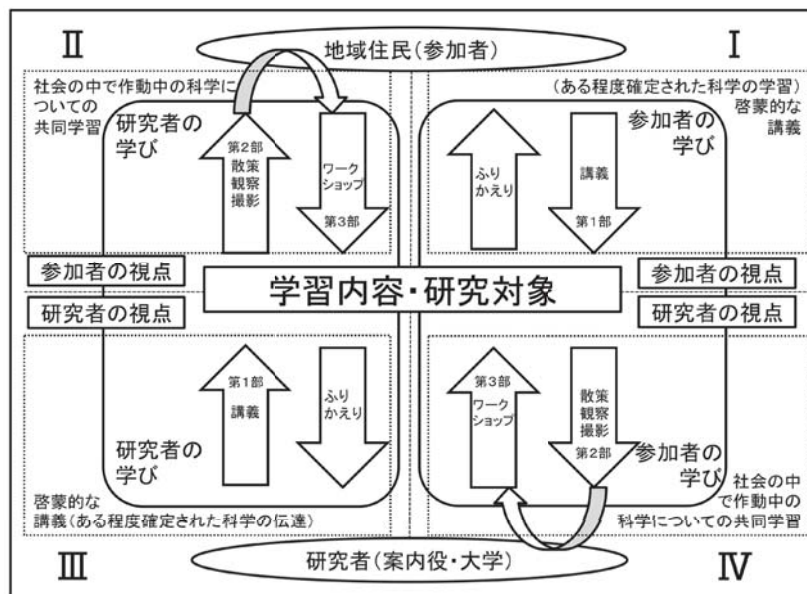 Ⅱ
地域住民(参加者)
Ⅰ
社会の中で作動中の科学に
ついての
共同学習
研究者の
学び
第2部
散策
観察
撮影
ワーク
ショップ
第3部
(ある程度確定された科学の学習)
啓蒙的な
講義
参加者の
学び
ふり
かえり
講義
第1部
参加者の視点
学習内容・研究対象
参加者の視点
研究者の視点
研究者の視点
第1部
講義
ふり
かえり
研究者の
学び
啓蒙的な
講義(ある程度確定された科学の伝達)
第3部
ワーク
ショップ
散策
観察
撮影
第2部
参加者の
学び
社会の中
で作動中の
科学についての共同学習
Ⅲ
研究者(案内役・大学)
Ⅳ